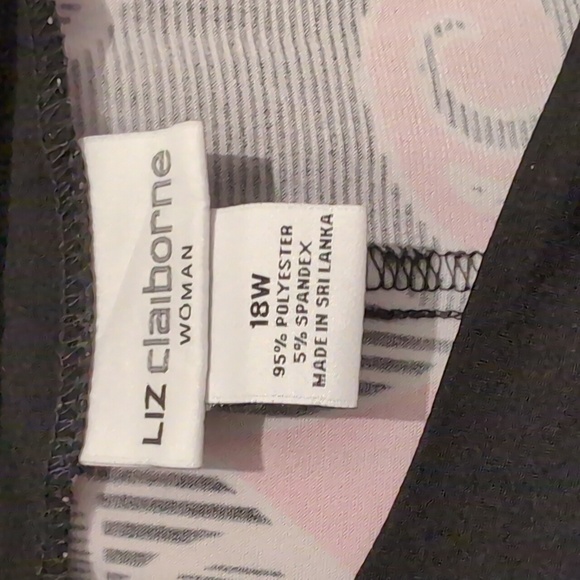 LIZ claiborne
WOMAN
18W
95% POLYESTER
5% SPANDEX
MADE IN SRI LANKA